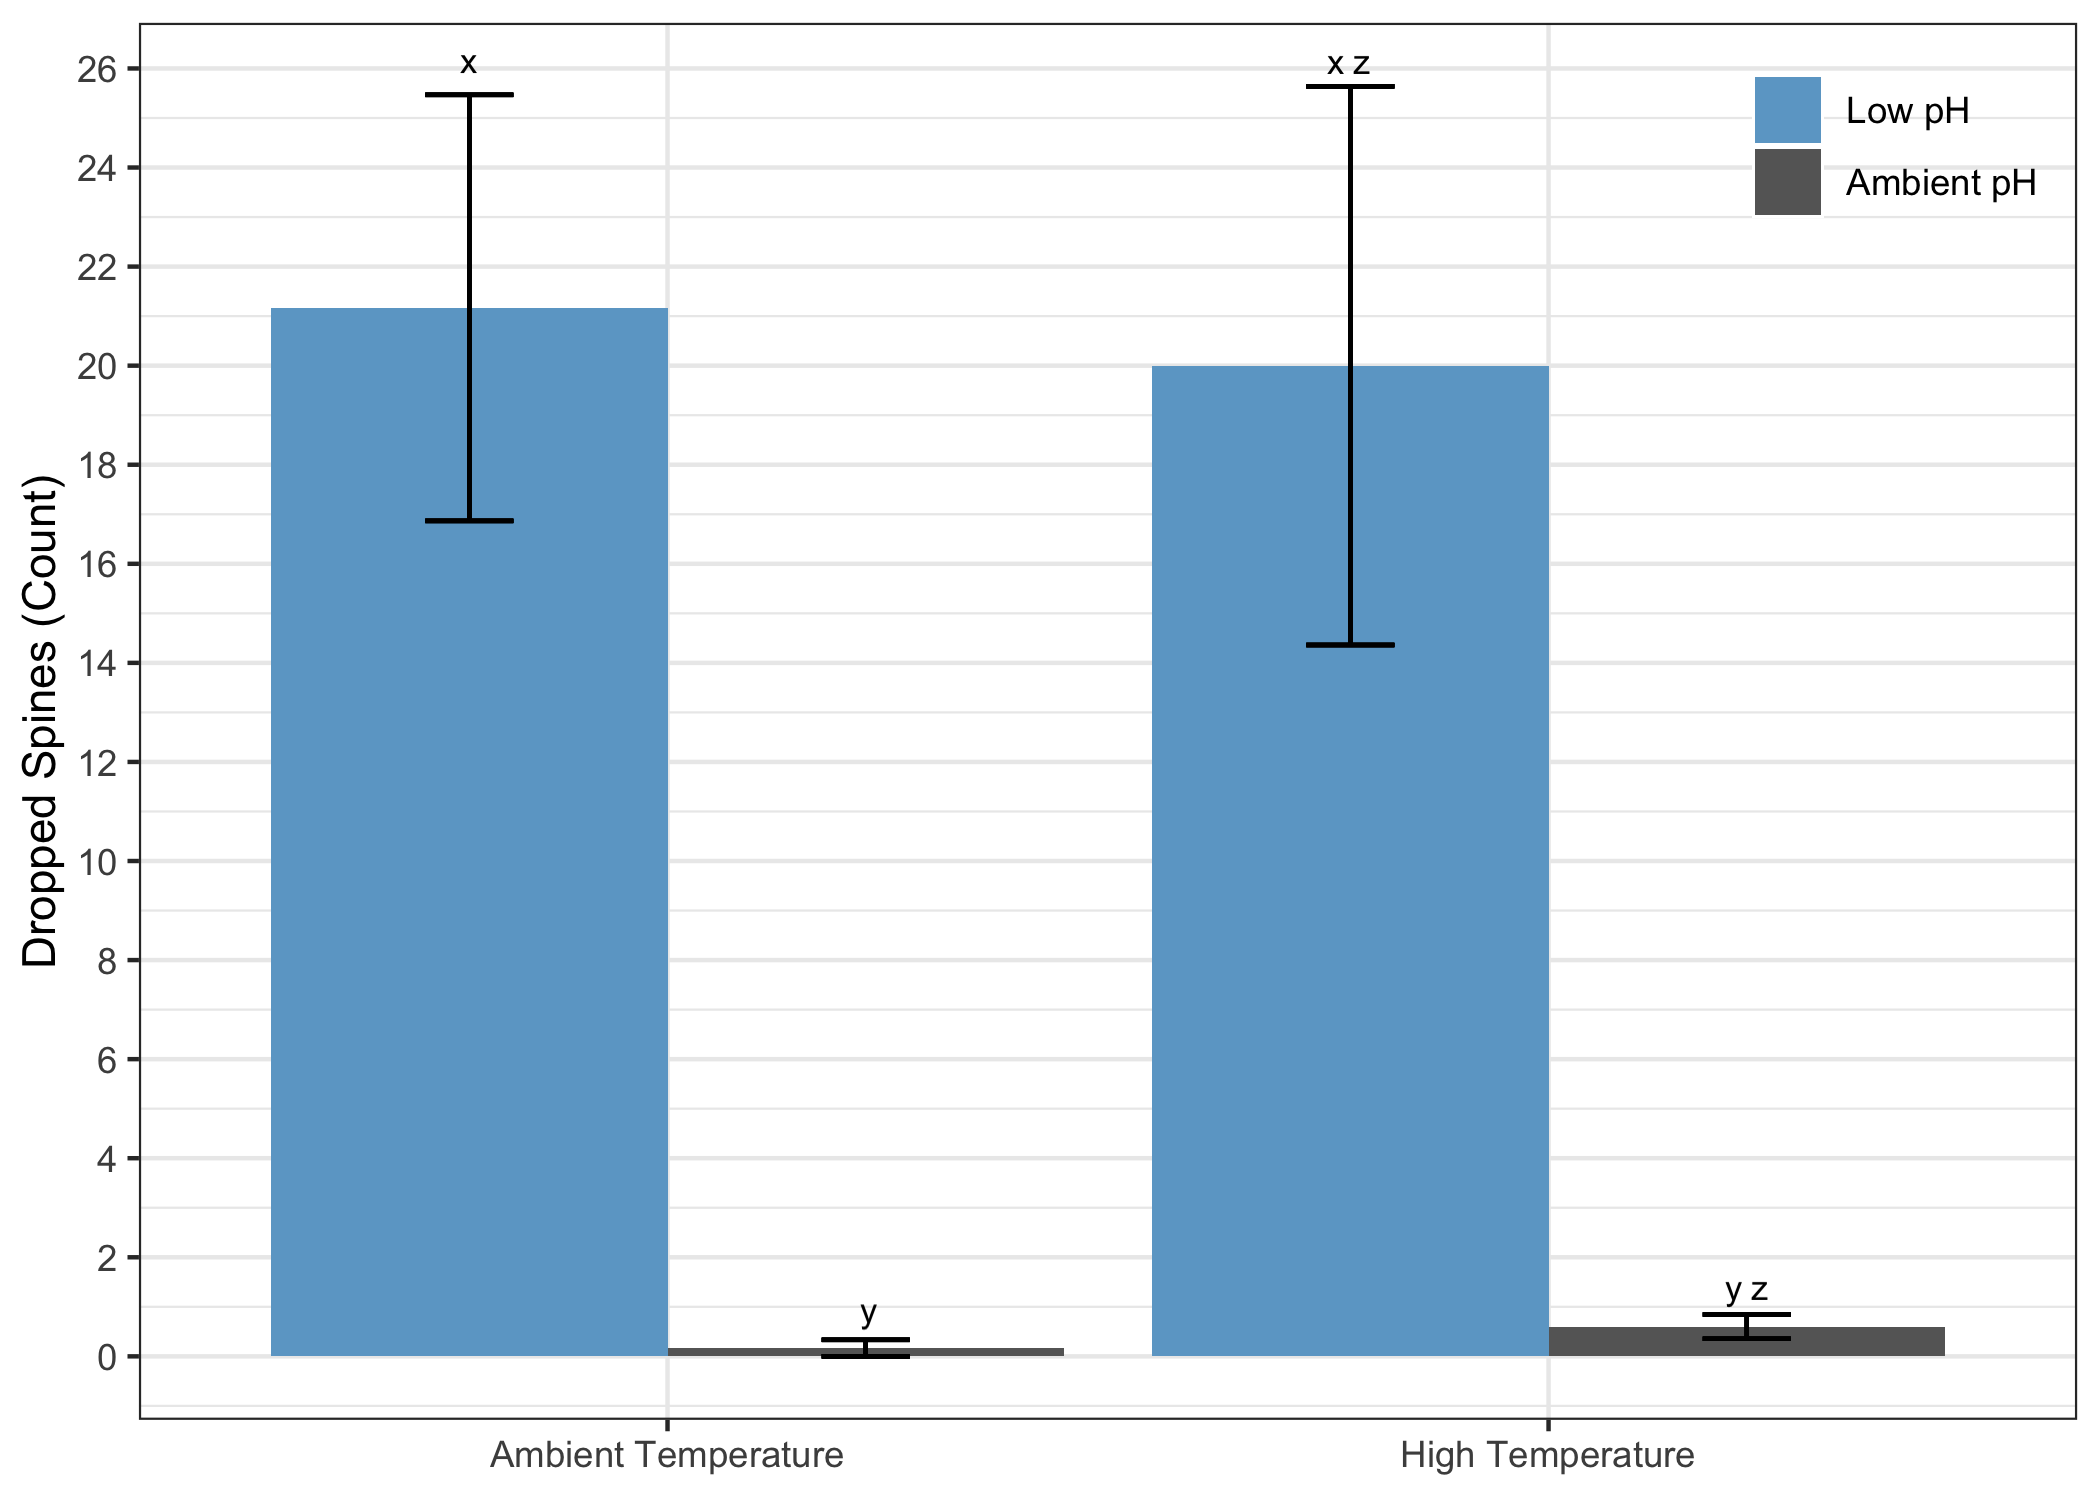 Dropped Spines (Count)
26
24
22
20
18
16
14
12
10
8
6
4
2
0
x
x z
y
y z
Low pH
Ambient pH
Ambient Temperature
High Temperature